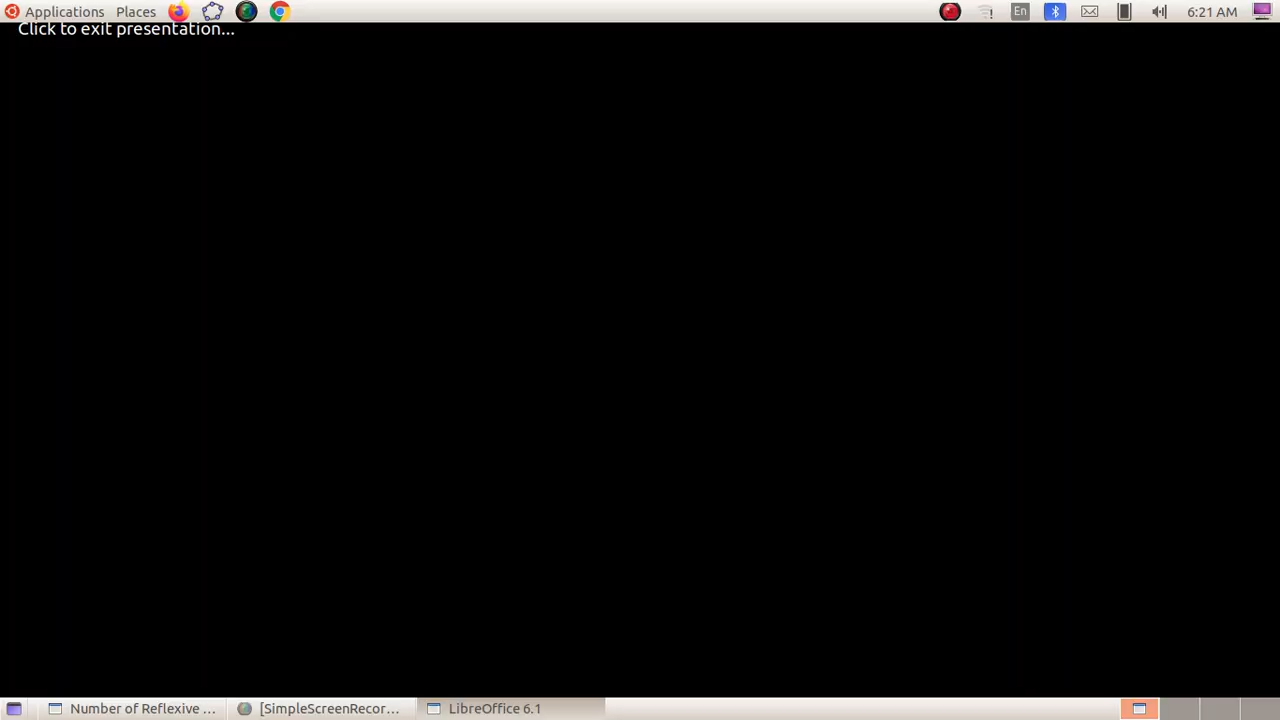 Applications Places En 6:21 AM
Click to exit presentation...
Number of Reflexive ... [SimpleScreenRecor... LibreOffice 6.1